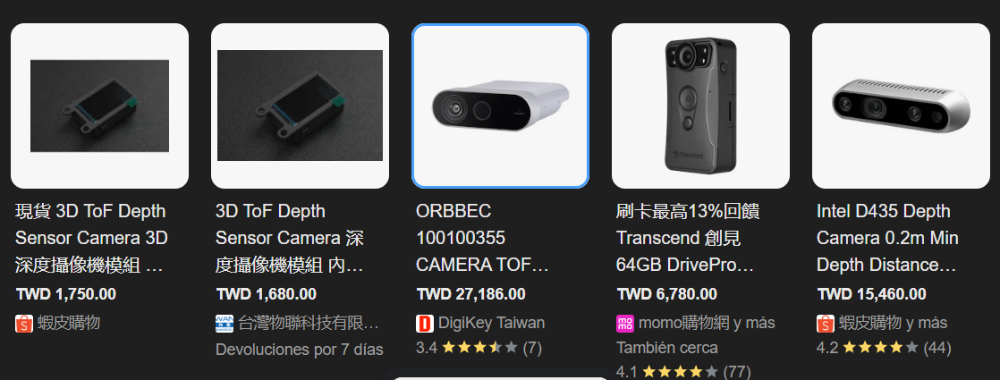 現貨 3D ToF Depth
Sensor Camera 3D
深度攝像機模組 …
TWD 1,750.00
蝦皮購物
3D ToF Depth
Sensor Camera 深
度攝像機模組 內…
TWD 1,680.00
台灣物聯科技有限…
Devoluciones por 7 días
ORBBEC
100100355
CAMERA TOF…
TWD 27,186.00
DigiKey Taiwan
3.4 (7)
Transcend
刷卡最高13%回饋
Transcend 創見
64GB DrivePro…
TWD 6,780.00
momo購物網 y más
También cerca
4.1 (77)
Intel D435 Depth
Camera 0.2m Min
Depth Distance…
TWD 15,460.00
蝦皮購物 y más
4.2 (44)